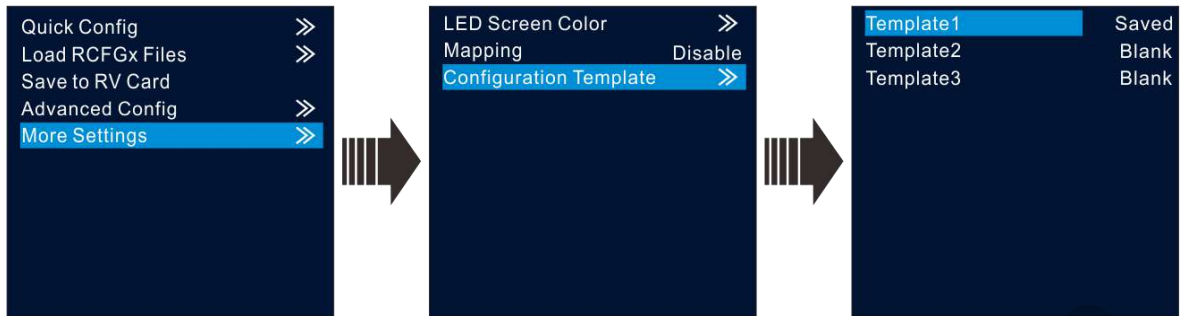 Quick Config
Load RCFGx Files
Save to RV Card
Advanced Config
More Settings
LED Screen Color
Mapping Disable
Configuration Template
Template1 Saved
Template2 Blank
Template3 Blank